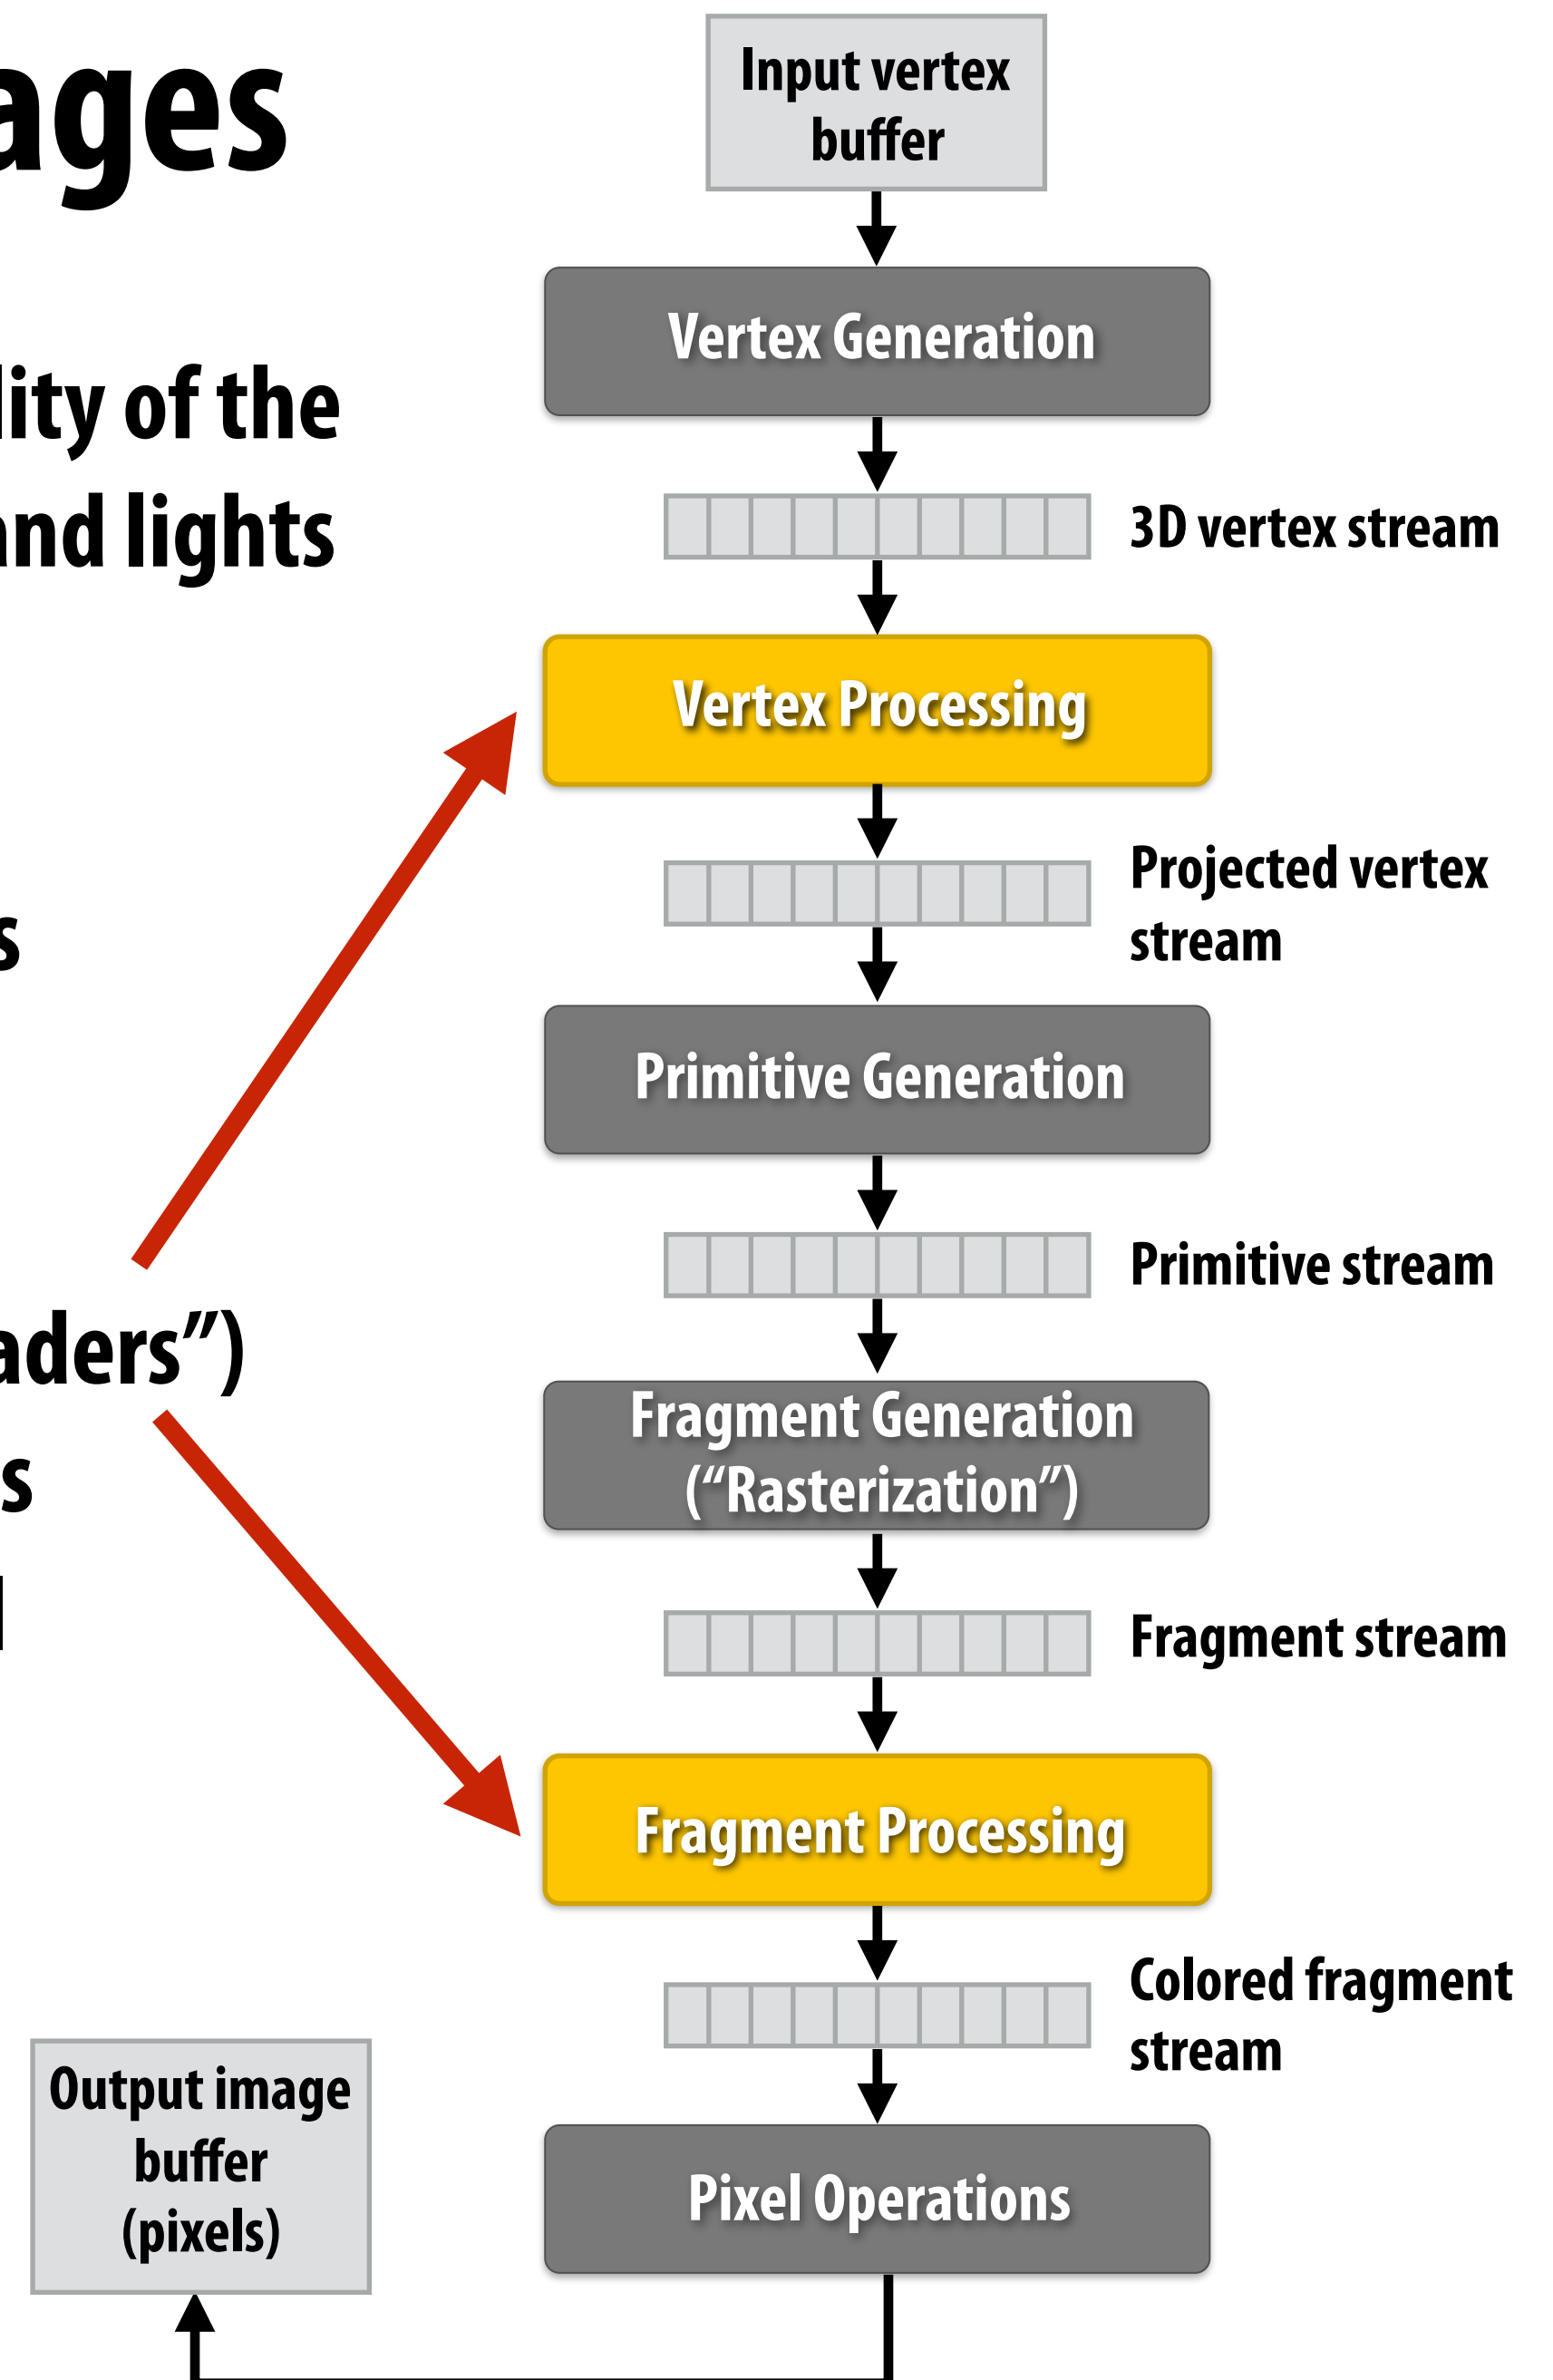 ages
lity of the
and lights
s
aders”)
s
l
Input vertex
buffer
Vertex Generation
3D vertex stream
Vertex Processing
Projected vertex
stream
Primitive Generation
Primitive stream
Fragment Generation
(“Rasterization”)
Fragment stream
Fragment Processing
Colored fragment
stream
Pixel Operations
Output image
buffer
(pixels)